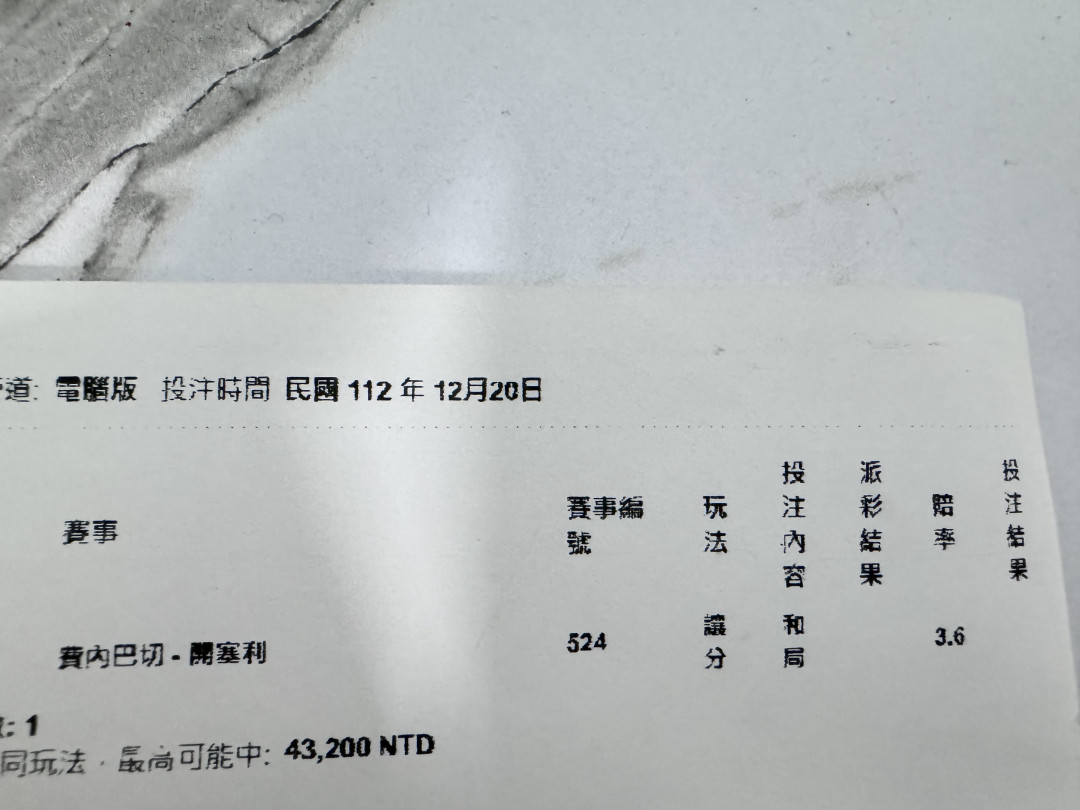 道: 電腦版 投注時間 民國 112 年 12月20日
賽事 賽事編號 玩法 投注內容 派彩結果 賠率 投注結果
費內巴切 - 開塞利 524 讓分 和局 3.6
: 1
同玩法，最高可能中: 43,200 NTD